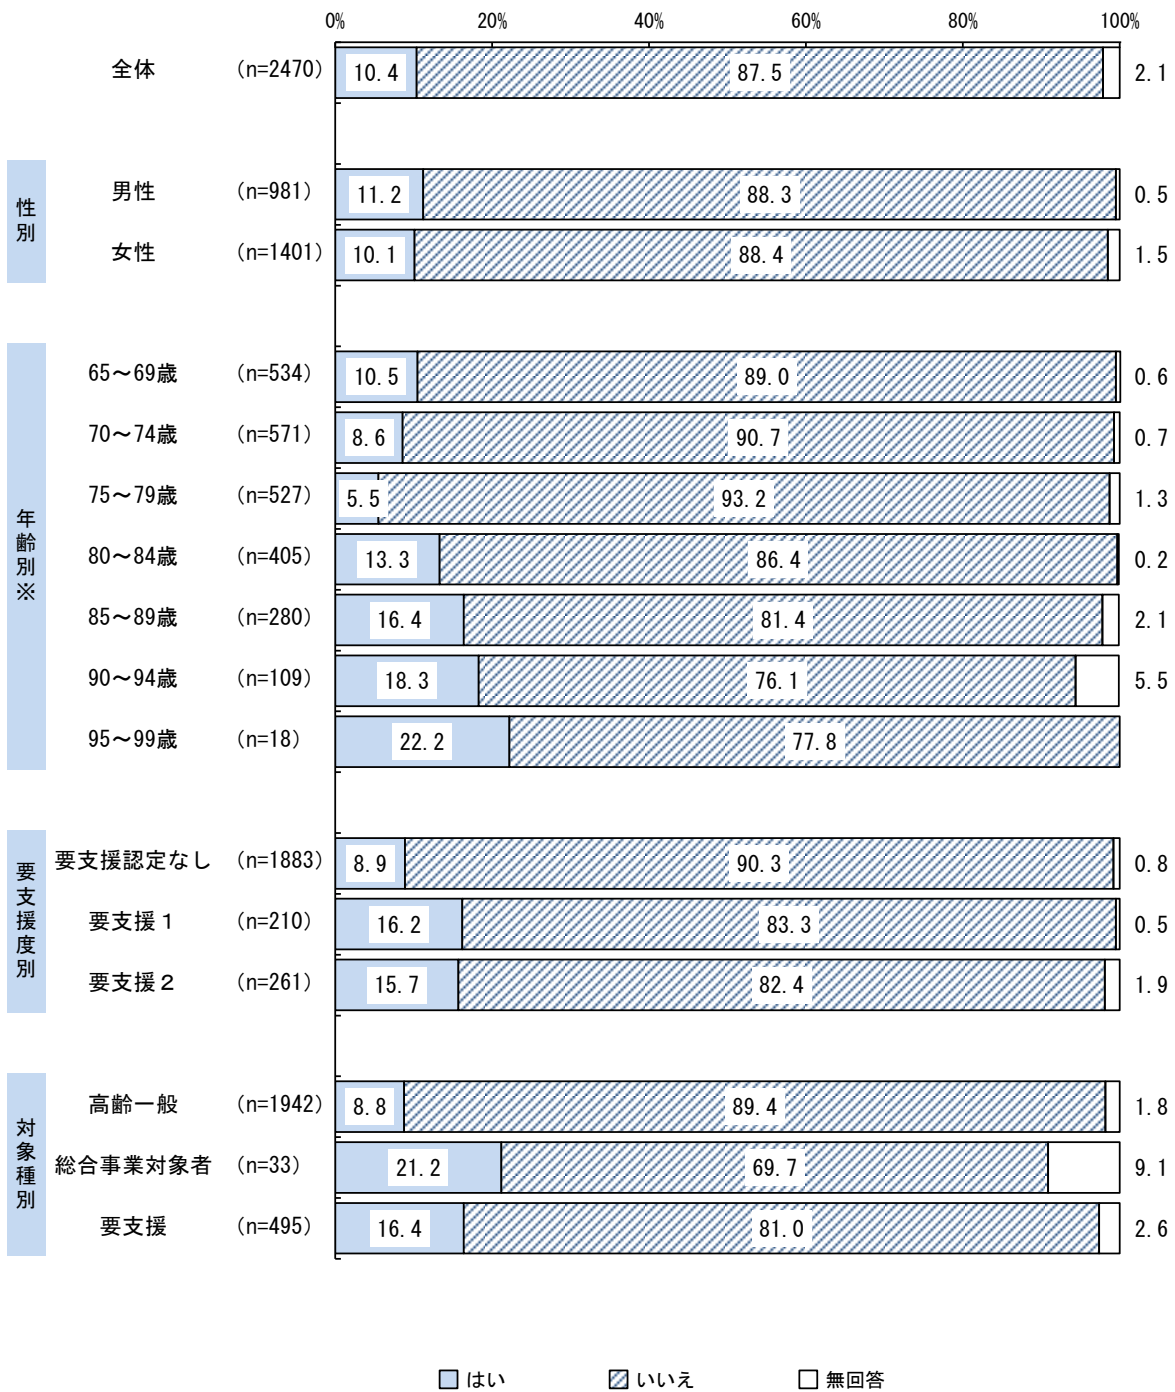 0% 20% 40% 60% 80% 100%
全体 (n=2470) 10.4 87.5 2.1
性別
男性 (n=981) 11.2 88.3 0.5
女性 (n=1401) 10.1 88.4 1.5
年齢別※
65～69歳 (n=534) 10.5 89.0 0.6
70～74歳 (n=571) 8.6 90.7 0.7
75～79歳 (n=527) 5.5 93.2 1.3
80～84歳 (n=405) 13.3 86.4 0.2
85～89歳 (n=280) 16.4 81.4 2.1
90～94歳 (n=109) 18.3 76.1 5.5
95～99歳 (n=18) 22.2 77.8
要支援度別
要支援認定なし (n=1883) 8.9 90.3 0.8
要支援１ (n=210) 16.2 83.3 0.5
要支援２ (n=261) 15.7 82.4 1.9
対象種別
高齢一般 (n=1942) 8.8 89.4 1.8
総合事業対象者 (n=33) 21.2 69.7 9.1
要支援 (n=495) 16.4 81.0 2.6
はい いいえ 無回答